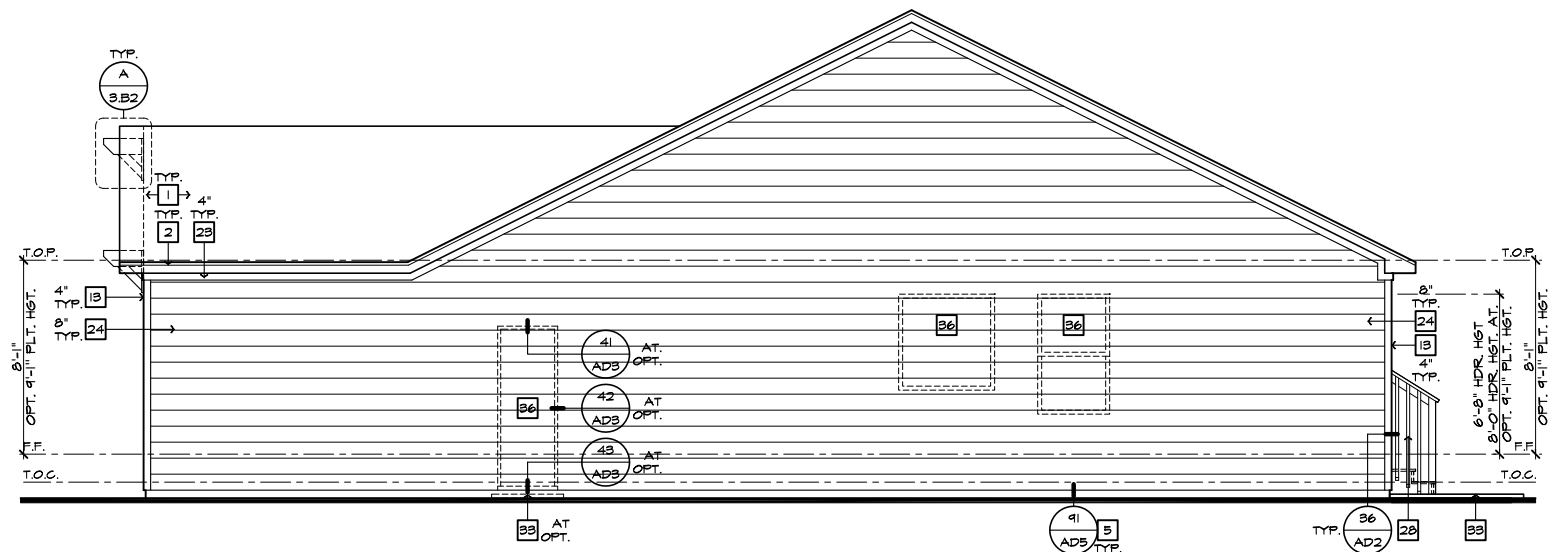 TYP.
A
3.B2
TYP.
1
TYP.
2
4"
TYP.
23
T.O.P.
T.O.P.
4"
TYP.
13
8"
TYP.
24
8'-1"
OPT. 9'-1" PLT. HGT.
F.F.
T.O.C.
36
36
36
41
AD3
AT.
OPT.
42
AD3
AT
OPT.
43
AD3
AT
OPT.
8"
TYP.
24
13
4"
TYP.
6'-8" HDR. HGT
8'-0" HDR. HGT. AT.
OPT. 9'-1" PLT. HGT.
8'-1"
OPT. 9'-1" PLT. HGT.
F.F.
T.O.C.
33
AT
OPT.
91
AD5
5
TYP.
TYP.
36
AD2
28
33